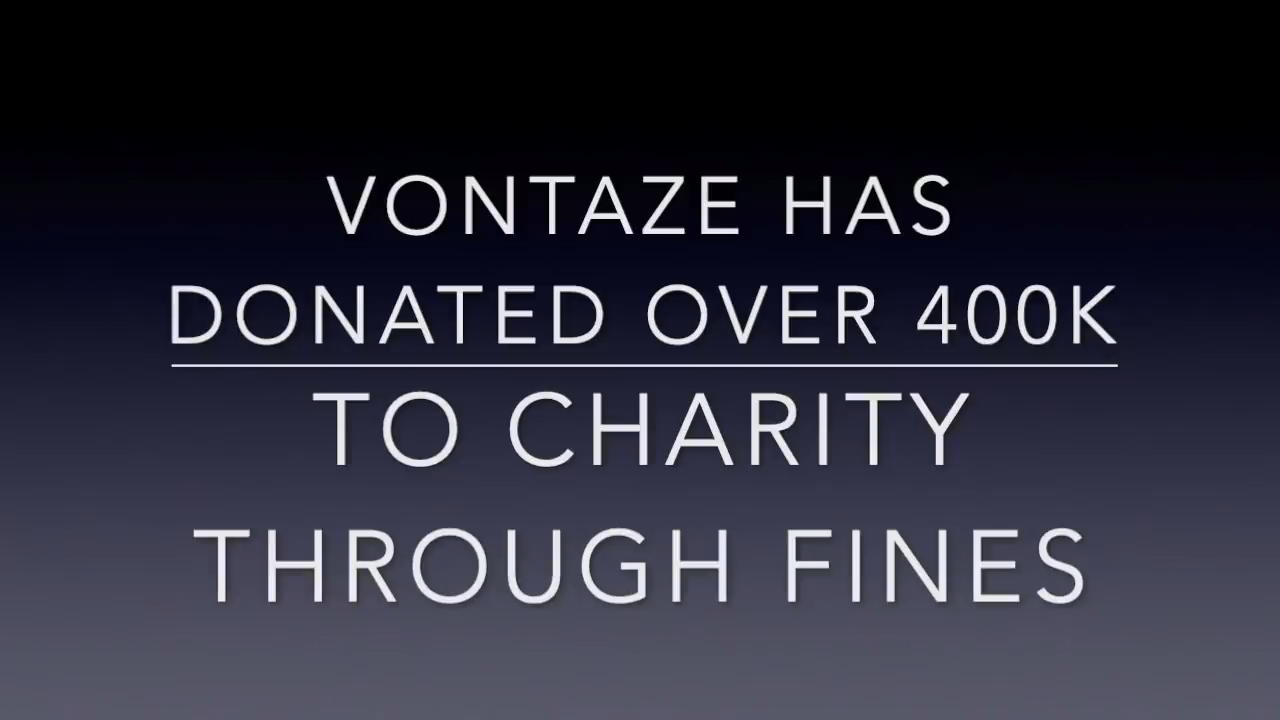 VONTAZE HAS
DONATED OVER 400K
TO CHARITY
THROUGH FINES